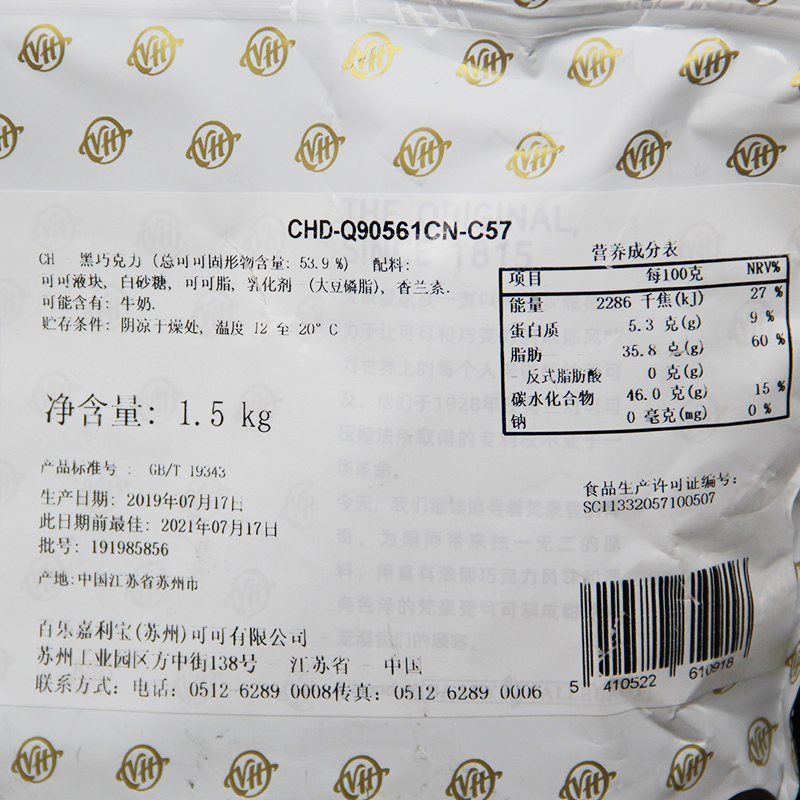 CHD-Q90561CN-C57
CH - 黑巧克力 (总可可固形物含量: 53.9 %) 配料:
可可液块, 白砂糖, 可可脂, 乳化剂 (大豆磷脂), 香兰素.
可能含有: 牛奶.
贮存条件: 阴凉干燥处, 温度 12 至 20° C
营养成分表
项目 每100克 NRV%
能量 2286 千焦(kJ) 27 %
蛋白质 5.3 克(g) 9 %
脂肪 35.8 克(g) 60 %
- 反式脂肪酸 0 克(g)
碳水化合物 46.0 克(g) 15 %
钠 0 毫克(mg) 0 %
净含量: 1.5 kg
产品标准号 : GB/T 19343
生产日期: 2019年07月17日
此日期前最佳: 2021年07月17日
批号: 191985856
产地:中国江苏省苏州市
食品生产许可证编号:
SC11332057100507
百乐嘉利宝(苏州)可可有限公司
苏州工业园区方中街138号 江苏省 - 中国
联系方式: 电话: 0512 6289 0008传真: 0512 6289 0006
5 410522 610918
THE ORIGINAL,
SINCE 1815